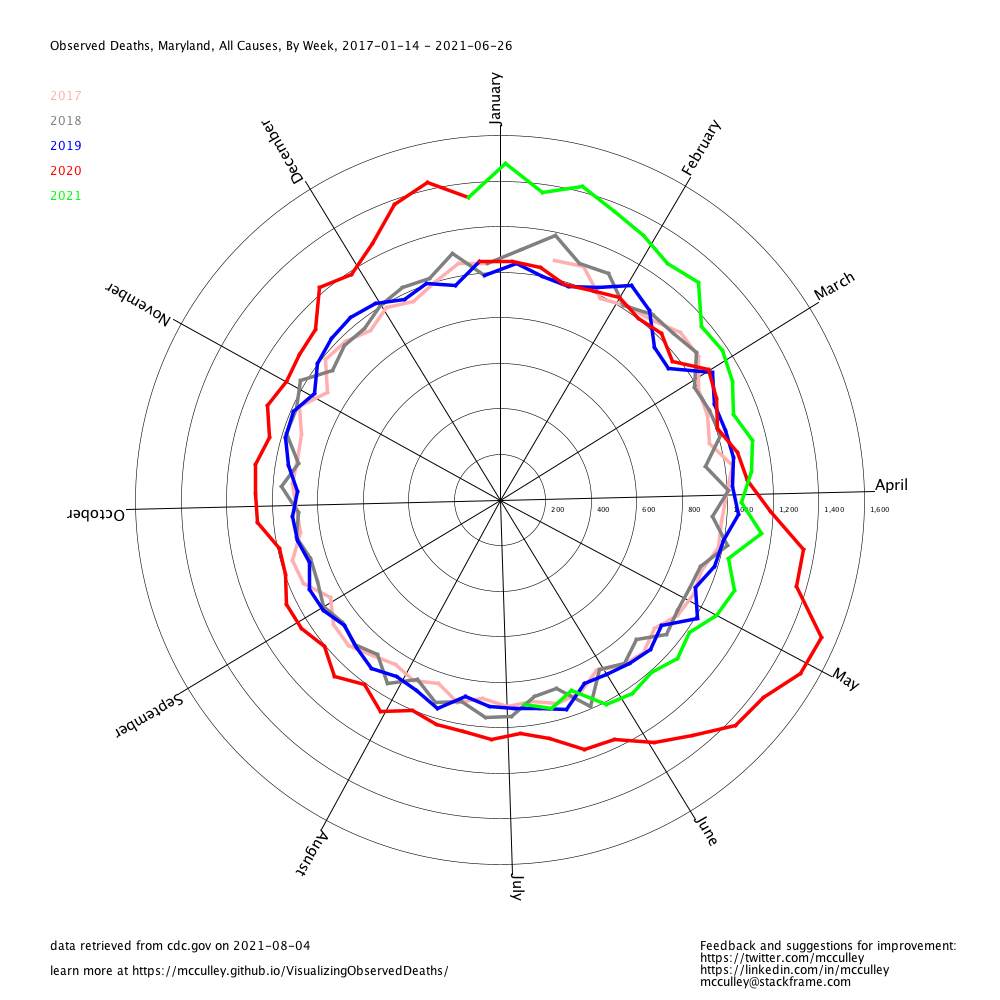 Observed Deaths, Maryland, All Causes, By Week, 2017-01-14 - 2021-06-26
2017
2018
2019
2020
2021
January
February
March
April
May
June
July
August
September
October
November
December
200
400
600
800
1,000
1,200
1,400
1,600
data retrieved from cdc.gov on 2021-08-04
learn more at https://mcculley.github.io/VisualizingObservedDeaths/
Feedback and suggestions for improvement:
https://twitter.com/mcculley
https://linkedin.com/in/mcculley
mcculley@stackframe.com